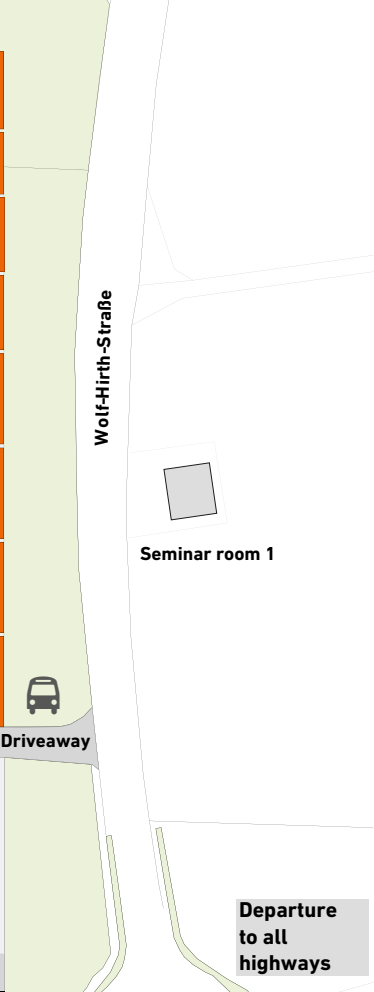 Wolf-Hirth-Straße
Seminar room 1
Driveaway
Departure
to all
highways